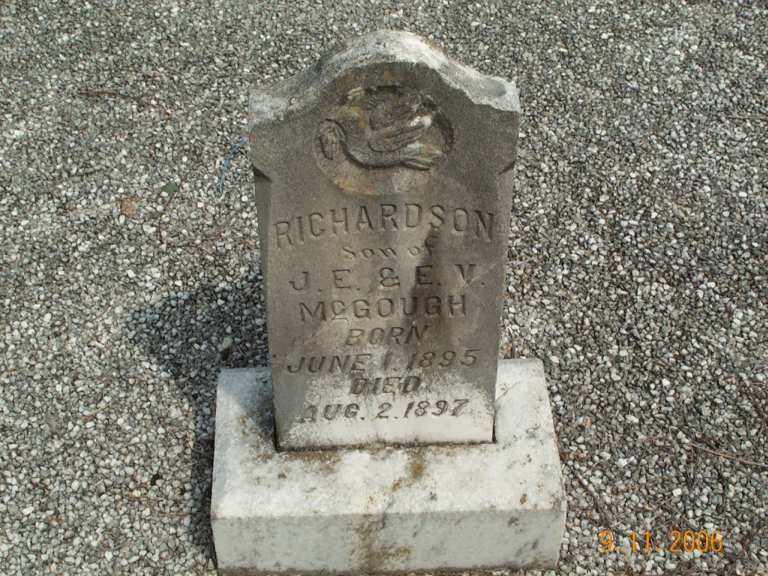 RICHARDSON
Son of
J. E. & E. V.
McGOUGH
BORN
JUNE 1, 1895
DIED
AUG. 2. 1897
9 11 2006